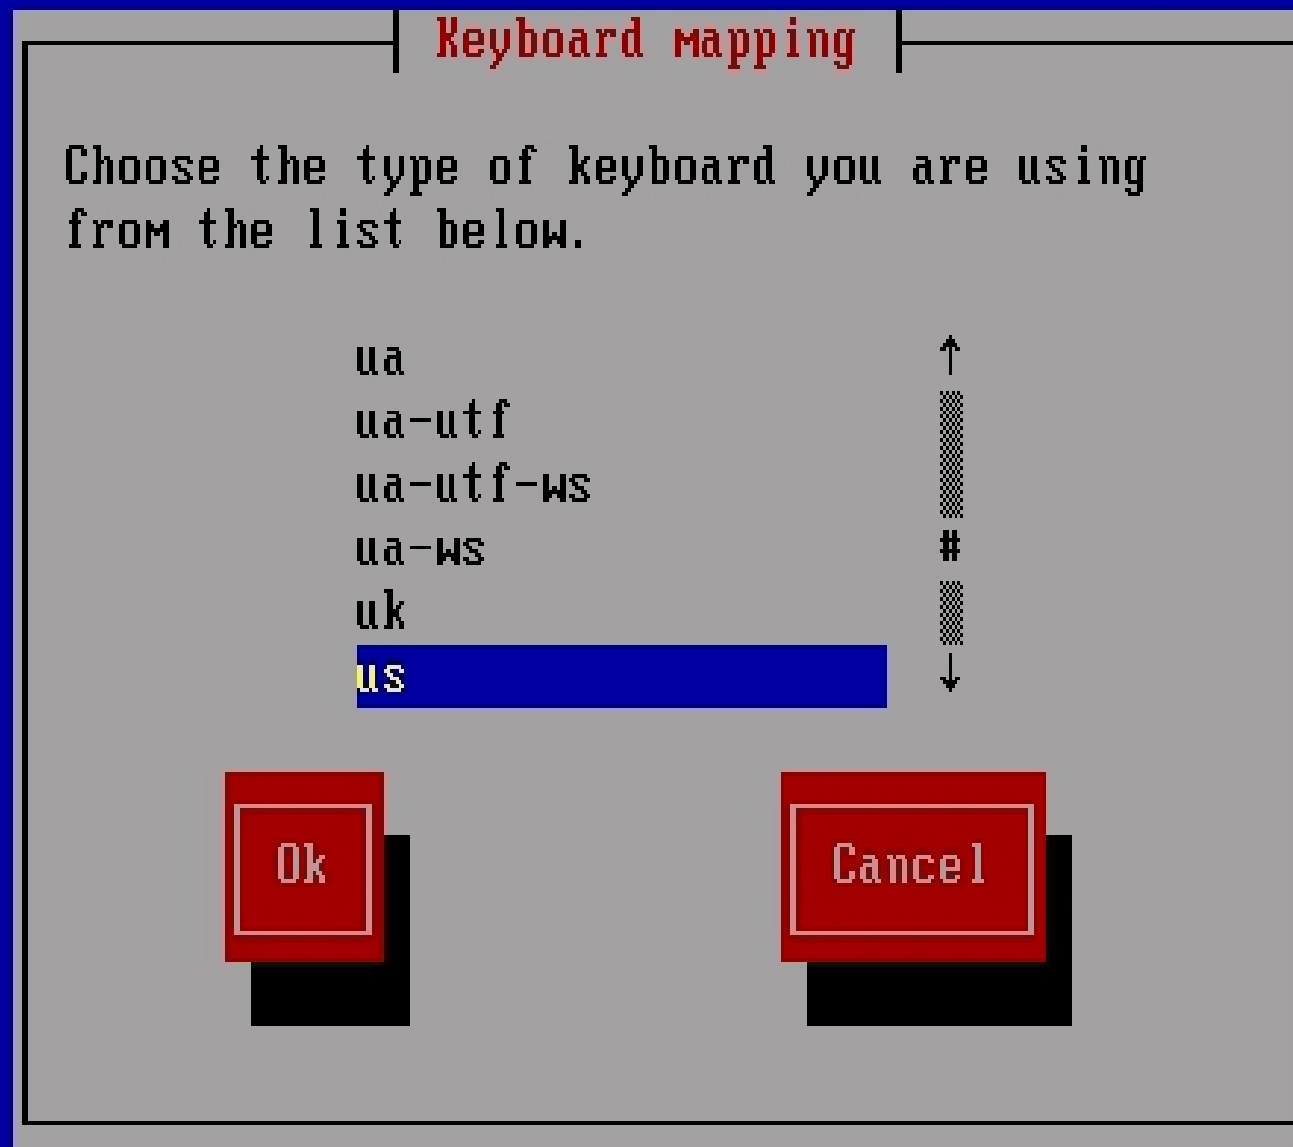 Keyboard mapping
Choose the type of keyboard you are using
from the list below.
ua
ua-utf
ua-utf-ws
ua-ws
#
uk
us
Ok Cancel